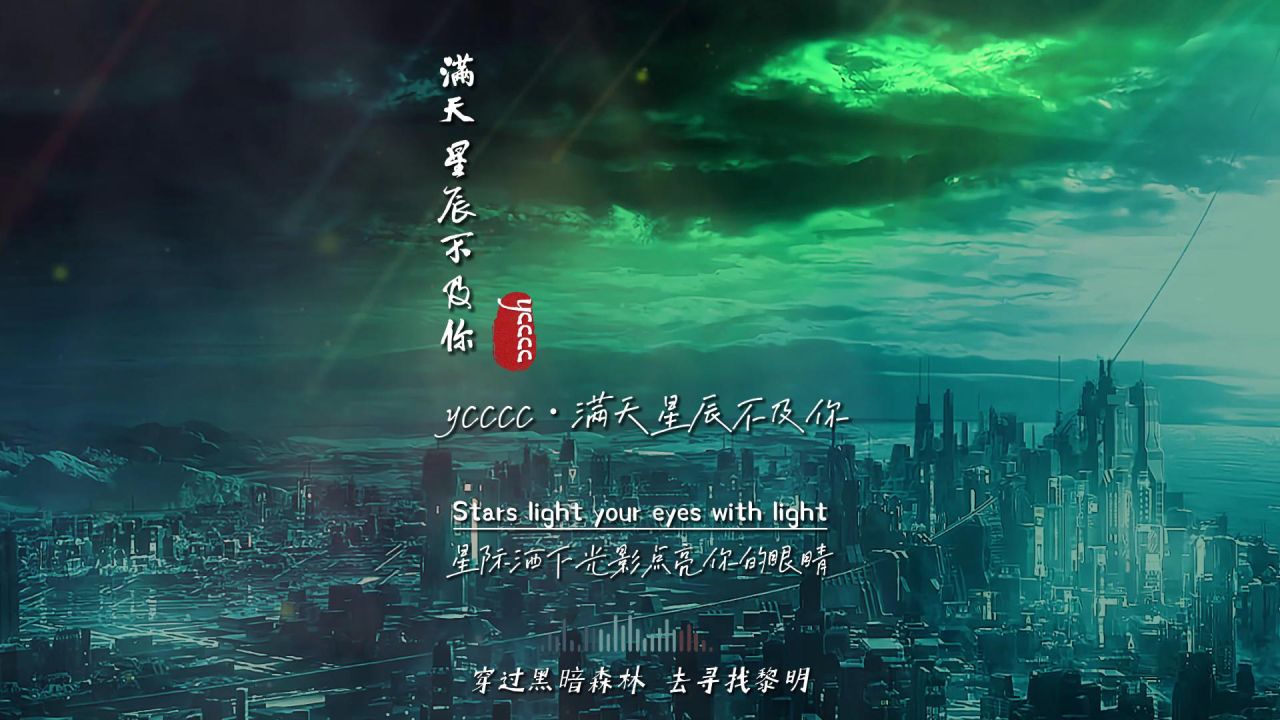 满天星辰不及你
ycccc
ycccc·满天星辰不及你
Stars light your eyes with light
星际洒下光影点亮你的眼睛
穿过黑暗森林 去寻找黎明